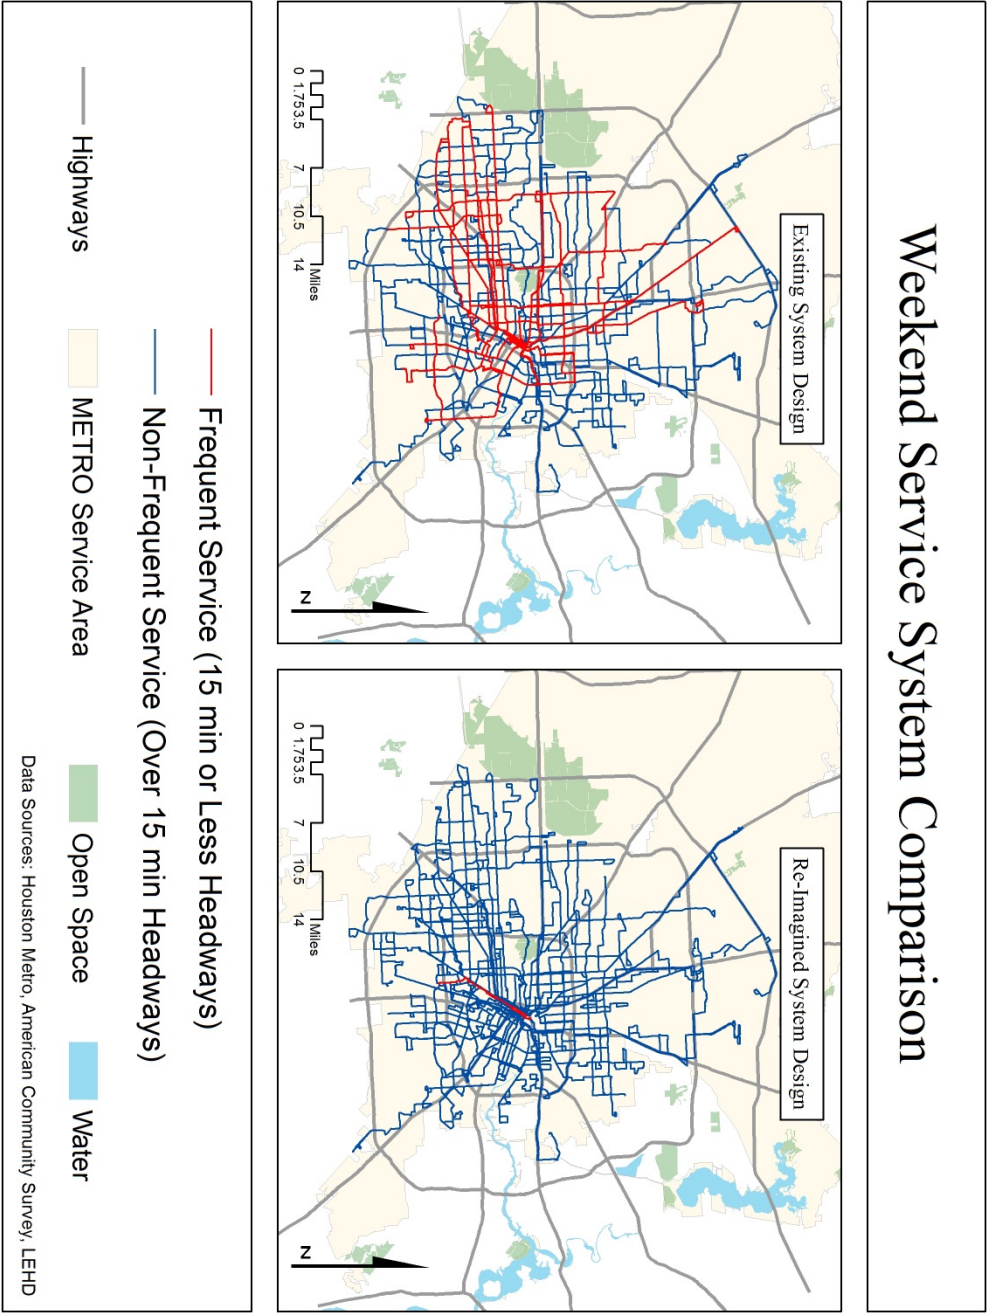 Weekend Service System Comparison
Existing System Design
0 1.75 3.5 7 10.5 14
Miles
N
Re-Imagined System Design
0 1.75 3.5 7 10.5 14
Miles
N
Frequent Service (15 min or Less Headways)
Non-Frequent Service (Over 15 min Headways)
Highways
METRO Service Area
Open Space
Water
Data Sources: Houston Metro, American Community Survey, LEHD